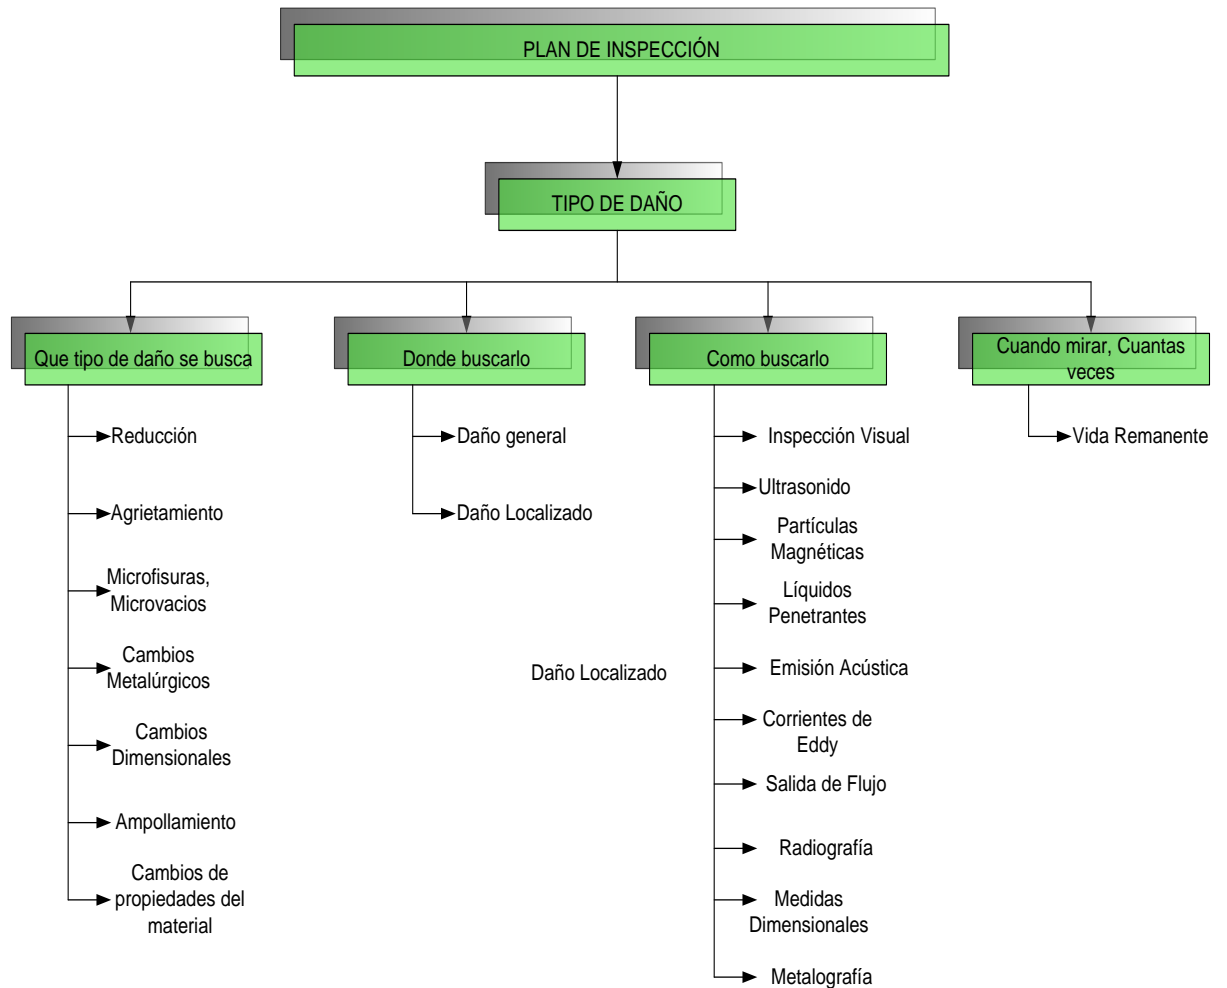 PLAN DE INSPECCIÓN
TIPO DE DAÑO
Que tipo de daño se busca
Reducción
Agrietamiento
Microfisuras,
Microvacios
Cambios
Metalúrgicos
Cambios
Dimensionales
Ampollamiento
Cambios de
propiedades del
material
Donde buscarlo
Daño general
Daño Localizado
Daño Localizado
Como buscarlo
Inspección Visual
Ultrasonido
Partículas
Magnéticas
Líquidos
Penetrantes
Emisión Acústica
Corrientes de
Eddy
Salida de Flujo
Radiografía
Medidas
Dimensionales
Metalografía
Cuando mirar, Cuantas
veces
Vida Remanente